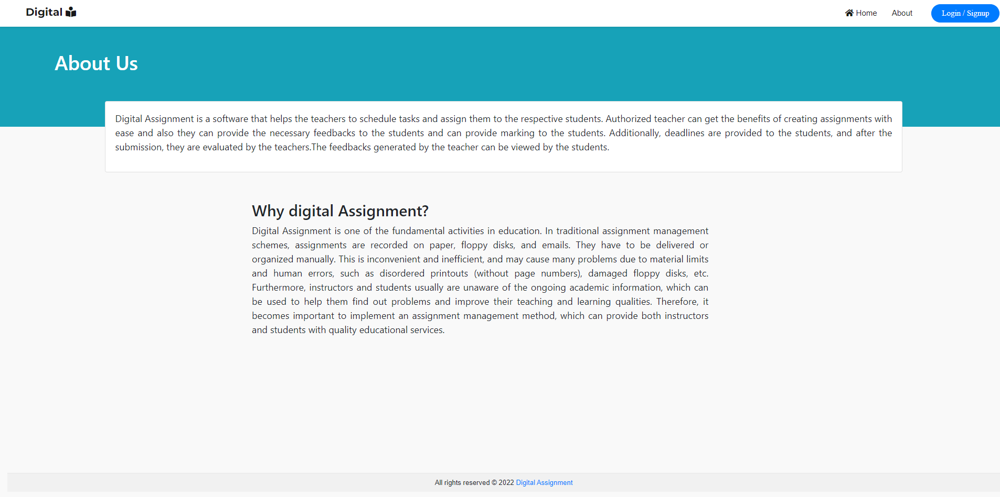 Digital
Home About Login / Signup
About Us
Digital Assignment is a software that helps the teachers to schedule tasks and assign them to the respective students. Authorized teacher can get the benefits of creating assignments with
ease and also they can provide the necessary feedbacks to the students and can provide marking to the students. Additionally, deadlines are provided to the students, and after the
submission, they are evaluated by the teachers.The feedbacks generated by the teacher can be viewed by the students.
Why digital Assignment?
Digital Assignment is one of the fundamental activities in education. In traditional assignment management
schemes, assignments are recorded on paper, floppy disks, and emails. They have to be delivered or
organized manually. This is inconvenient and inefficient, and may cause many problems due to material limits
and human errors, such as disordered printouts (without page numbers), damaged floppy disks, etc.
Furthermore, instructors and students usually are unaware of the ongoing academic information, which can
be used to help them find out problems and improve their teaching and learning qualities. Therefore, it
becomes important to implement an assignment management method, which can provide both instructors
and students with quality educational services.
All rights reserved © 2022 Digital Assignment